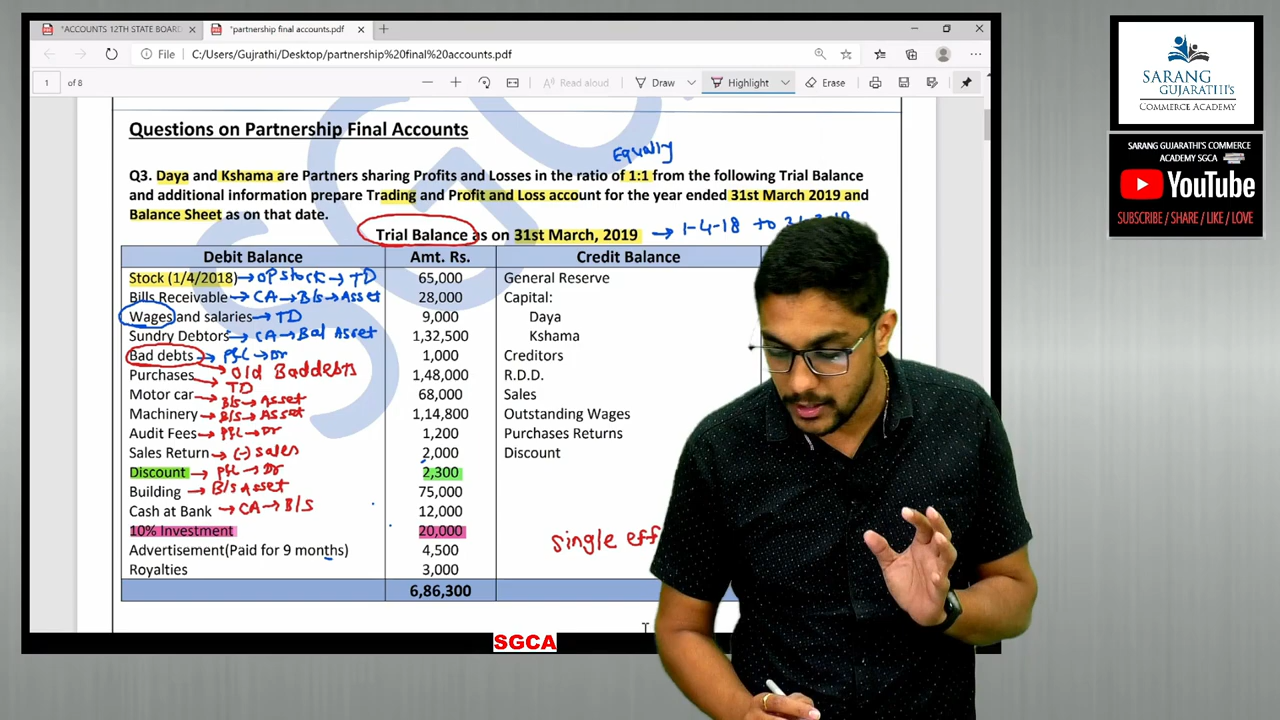 *ACCOUNTS 12TH STATE BOARD
*partnership final accounts.pdf
File C:/Users/Gujrathi/Desktop/partnership%20final%20accounts.pdf
1 of 8 Read aloud Draw Highlight Erase
SARANG
GUJARATHI'S
COMMERCE ACADEMY
SARANG GUJARATHI'S COMMERCE
ACADEMY SGCA
YouTube
SUBSCRIBE / SHARE / LIKE / LOVE
Questions on Partnership Final Accounts
Equally
Q3. Daya and Kshama are Partners sharing Profits and Losses in the ratio of 1:1 from the following Trial Balance
and additional information prepare Trading and Profit and Loss account for the year ended 31st March 2019 and
Balance Sheet as on that date.
Trial Balance as on 31st March, 2019 → 1-4-18 to
Debit Balance Amt. Rs. Credit Balance
Stock (1/4/2018) → OP Stock → TD 65,000 General Reserve
Bills Receivable → CA → B/S → Asset 28,000 Capital:
Wages and salaries → TD 9,000 Daya
Sundry Debtors → CA → Bal Asset 1,32,500 Kshama
Bad debts → P&L → Dr 1,000 Creditors
→ Old Baddebts
Purchases → TD 1,48,000 R.D.D.
Motor car → B/S → Asset 68,000 Sales
Machinery → B/S → Asset 1,14,800 Outstanding Wages
Audit Fees → P&L → Dr 1,200 Purchases Returns
Sales Return → (-) Sales 2,000 Discount
Discount → P&L → Dr 2,300
Building → B/S Asset 75,000
Cash at Bank → CA → B/S 12,000
10% Investment 20,000
single eff
Advertisement(Paid for 9 months) 4,500
Royalties 3,000
6,86,300
SGCA